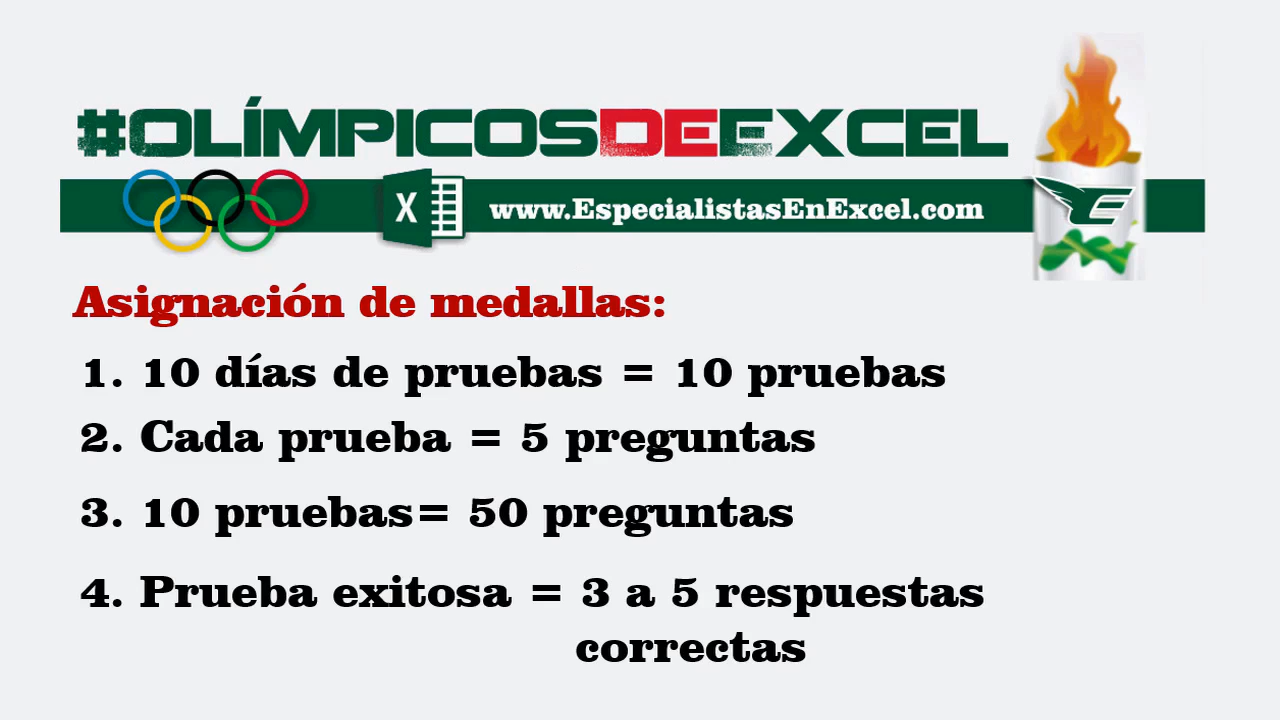 #OLÍMPICOSDEEXCEL
X
www.EspecialistasEnExcel.com
E
Asignación de medallas:
1. 10 días de pruebas = 10 pruebas
2. Cada prueba = 5 preguntas
3. 10 pruebas= 50 preguntas
4. Prueba exitosa = 3 a 5 respuestas
correctas